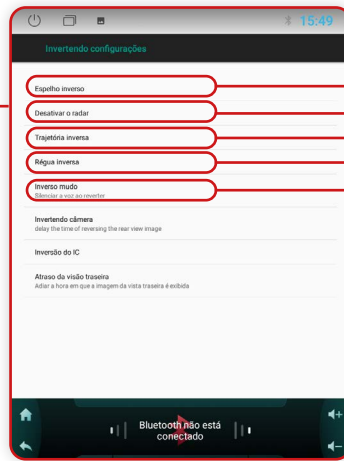 15:49
Invertendo configurações
Espelho inverso
Desativar o radar
Trajetória inversa
Régua inversa
Inverso mudo
Silenciar a voz ao reverter
Invertendo câmera
delay the time of reversing the rear view image
Inversão do IC
Atraso da visão traseira
Adiar a hora em que a imagem da vista traseira é exibida
Bluetooth não está
conectado